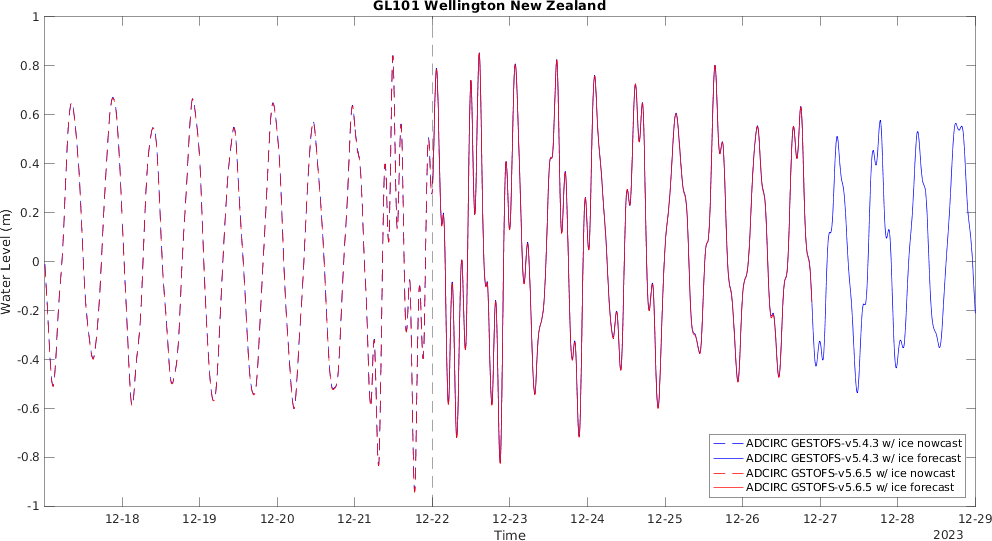 GL101 Wellington New Zealand
1
0.8
0.6
0.4
0.2
0
-0.2
-0.4
-0.6
-0.8
-1
Water Level (m)
ADCIRC GESTOFS-v5.4.3 w/ ice nowcast
ADCIRC GESTOFS-v5.4.3 w/ ice forecast
ADCIRC GSTOFS-v5.6.5 w/ ice nowcast
ADCIRC GSTOFS-v5.6.5 w/ ice forecast
12-18 12-19 12-20 12-21 12-22 12-23 12-24 12-25 12-26 12-27 12-28 12-29
Time
2023